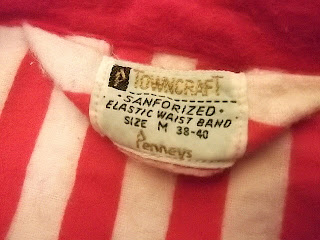 P TOWNCRAFT
SANFORIZED
ELASTIC WAIST BAND
SIZE M 38-40
Penneys